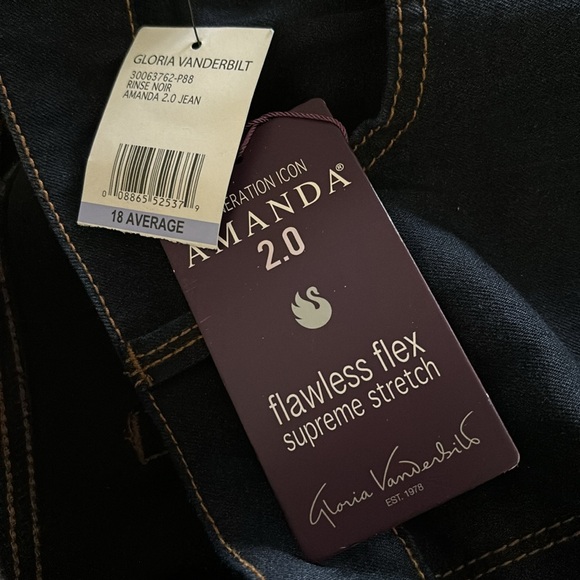 GLORIA VANDERBILT
30063762-P88
RINSE NOIR
AMANDA 2.0 JEAN
0 08865 52537 9
18 AVERAGE
ERATION ICON
AMANDA®
2.0
flawless flex
supreme stretch
Gloria Vanderbilt
EST. 1976